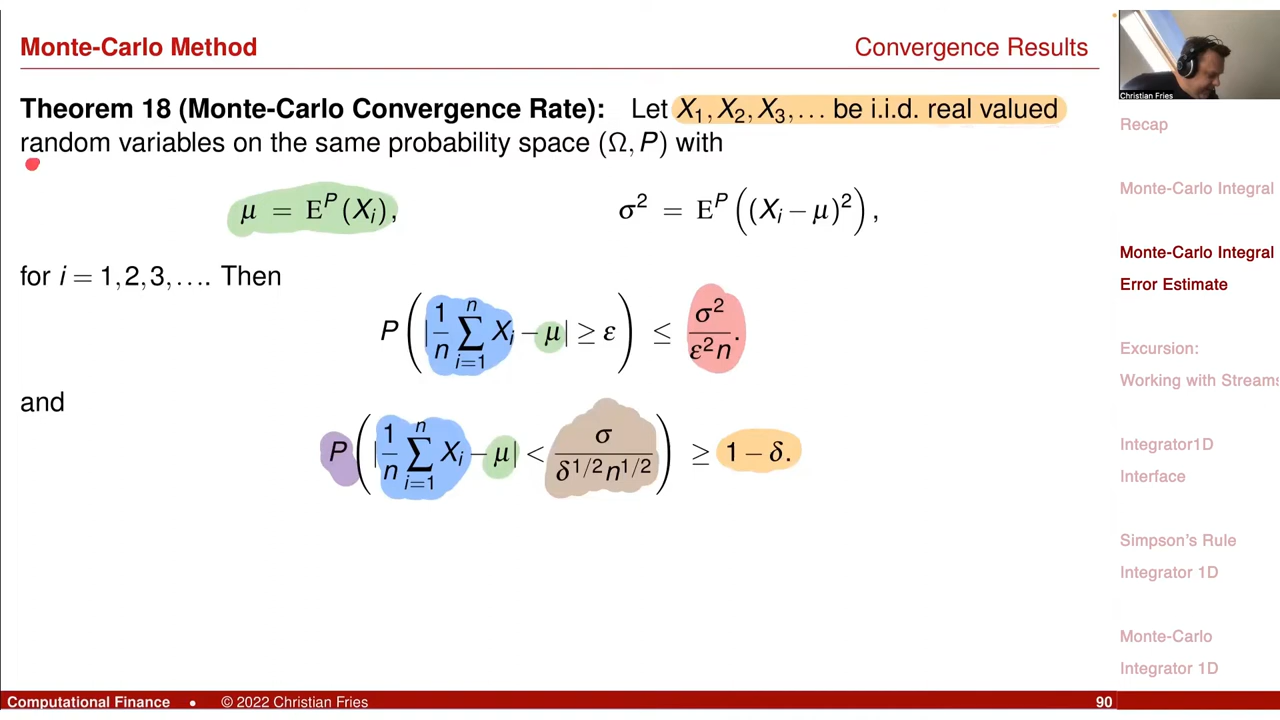 Monte-Carlo Method
Convergence Results
Theorem 18 (Monte-Carlo Convergence Rate): Let X₁, X₂, X₃, ... be i.i.d. real valued
random variables on the same probability space (Ω, P) with
μ = Eᴾ(Xᵢ), σ² = Eᴾ((Xᵢ − μ)²),
for i = 1, 2, 3, .... Then
P(|1/n ∑ⁿᵢ₌₁ Xᵢ − μ| ≥ ε) ≤ σ²/ε²n.
and
P(|1/n ∑ⁿᵢ₌₁ Xᵢ − μ| < σ/δ^{1/2}n^{1/2}) ≥ 1 − δ.
Christian Fries
Recap
Monte-Carlo Integral
Monte-Carlo Integral
Error Estimate
Excursion:
Working with Streams
Integrator1D
Interface
Simpson's Rule
Integrator 1D
Monte-Carlo
Integrator 1D
Computational Finance • © 2022 Christian Fries
90